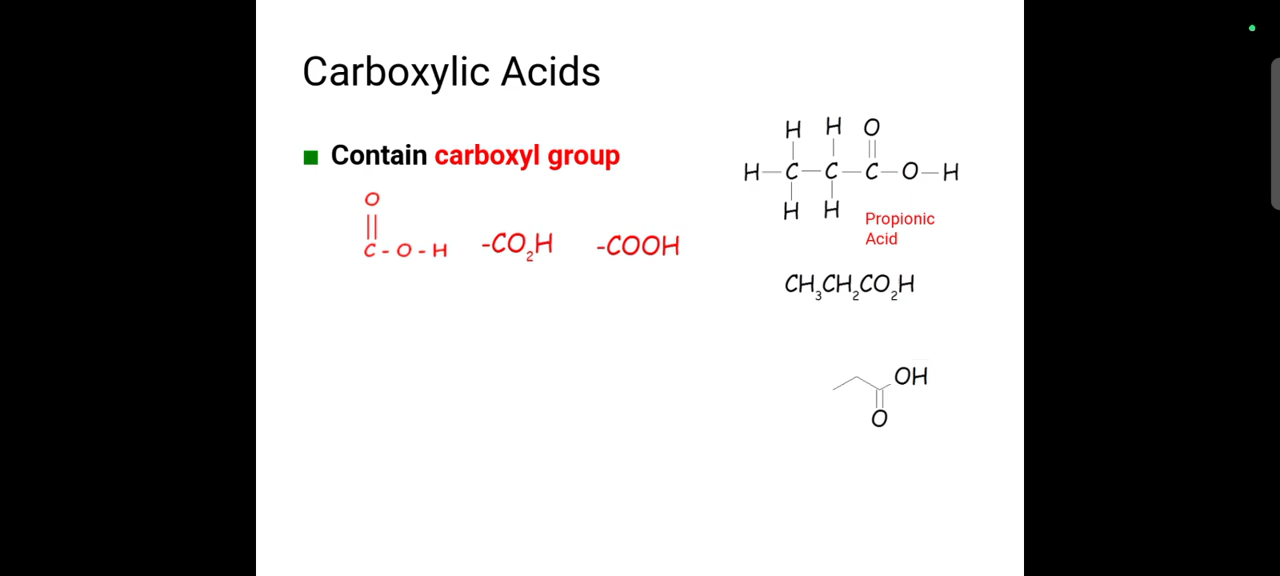 Carboxylic Acids
Contain carboxyl group
O
||
C - O - H
-CO₂H
-COOH
H H O
H-C-C-C-O-H
H H
Propionic
Acid
CH₃CH₂CO₂H
OH
O